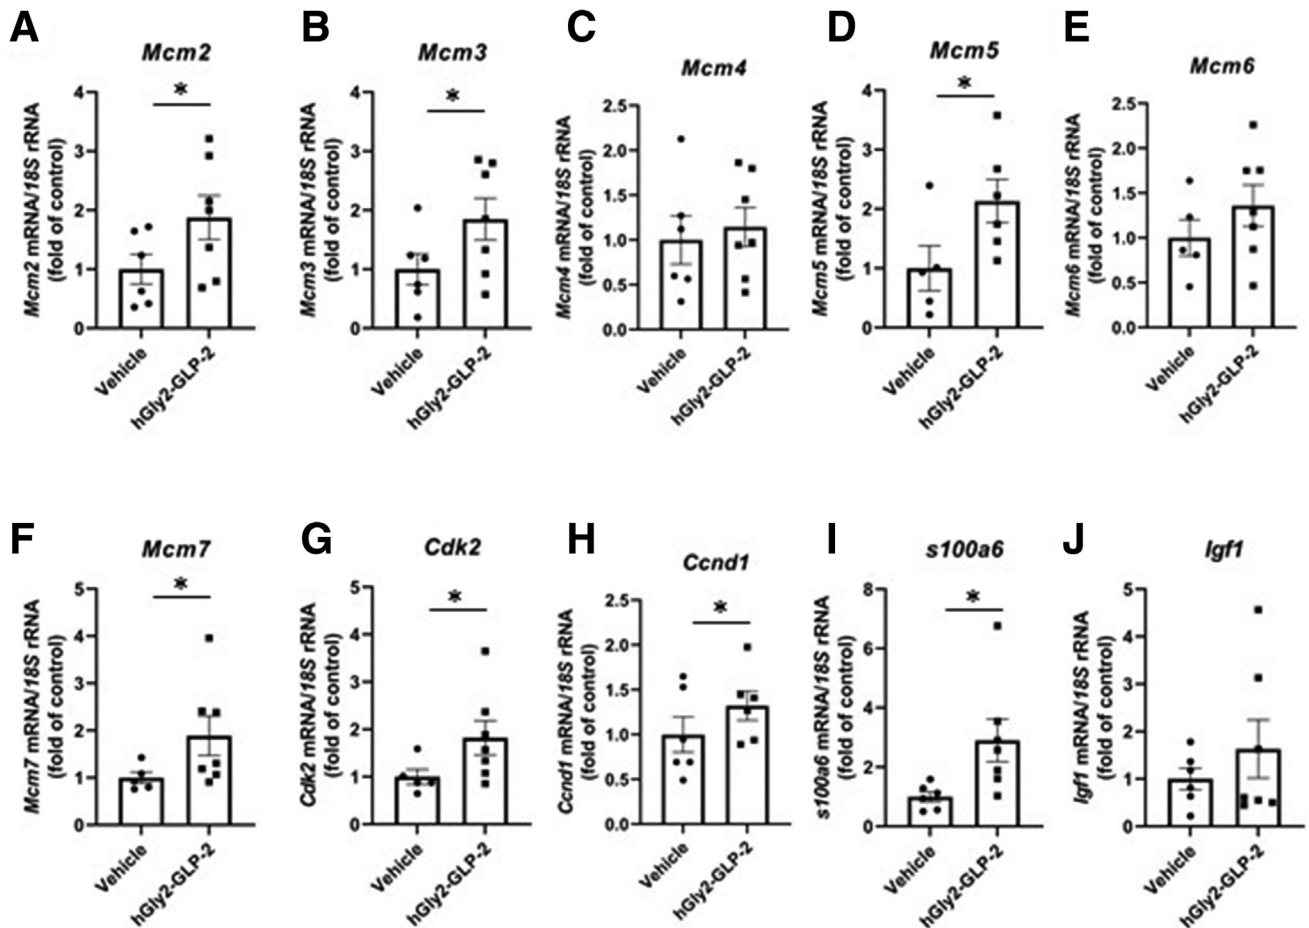 A
B
C
D
E
Mcm2
Mcm3
Mcm4
Mcm5
Mcm6
*
*
*
Mcm2 mRNA/18S rRNA
(fold of control)
4
3
2
1
0
Vehicle
hGly2-GLP-2
Mcm3 mRNA/18S rRNA
(fold of control)
4
3
2
1
0
Vehicle
hGly2-GLP-2
Mcm4 mRNA/18S rRNA
(fold of control)
2.5
2.0
1.5
1.0
0.5
0.0
Vehicle
hGly2-GLP-2
Mcm5 mRNA/18S rRNA
(fold of control)
4
3
2
1
0
Vehicle
hGly2-GLP-2
Mcm6 mRNA/18S rRNA
(fold of control)
2.5
2.0
1.5
1.0
0.5
0.0
Vehicle
hGly2-GLP-2
F
G
H
I
J
Mcm7
Cdk2
Ccnd1
s100a6
Igf1
*
*
*
*
Mcm7 mRNA/18S rRNA
(fold of control)
5
4
3
2
1
0
Vehicle
hGly2-GLP-2
Cdk2 mRNA/18S rRNA
(fold of control)
5
4
3
2
1
0
Vehicle
hGly2-GLP-2
Ccnd1 mRNA/18S rRNA
(fold of control)
2.5
2.0
1.5
1.0
0.5
0.0
Vehicle
hGly2-GLP-2
s100a6 mRNA/18S rRNA
(fold of control)
8
6
4
2
0
Vehicle
hGly2-GLP-2
Igf1 mRNA/18S rRNA
(fold of control)
5
4
3
2
1
0
Vehicle
hGly2-GLP-2